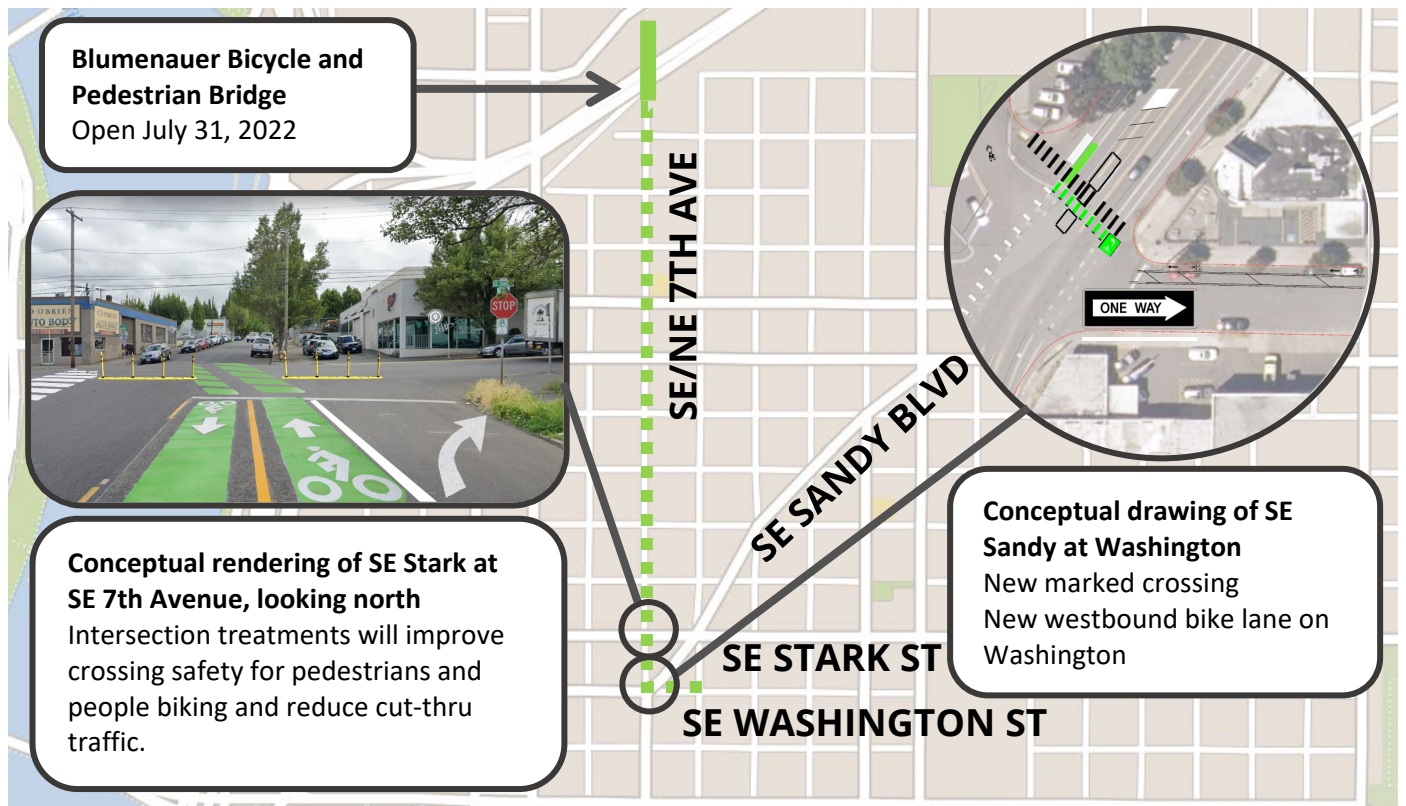 Blumenauer Bicycle and
Pedestrian Bridge
Open July 31, 2022
O'BRIEN
AUTO BODY
STOP
SE/NE 7TH AVE
SE SANDY BLVD
ONE WAY
Conceptual rendering of SE Stark at
SE 7th Avenue, looking north
Intersection treatments will improve
crossing safety for pedestrians and
people biking and reduce cut-thru
traffic.
Conceptual drawing of SE
Sandy at Washington
New marked crossing
New westbound bike lane on
Washington
SE STARK ST
SE WASHINGTON ST